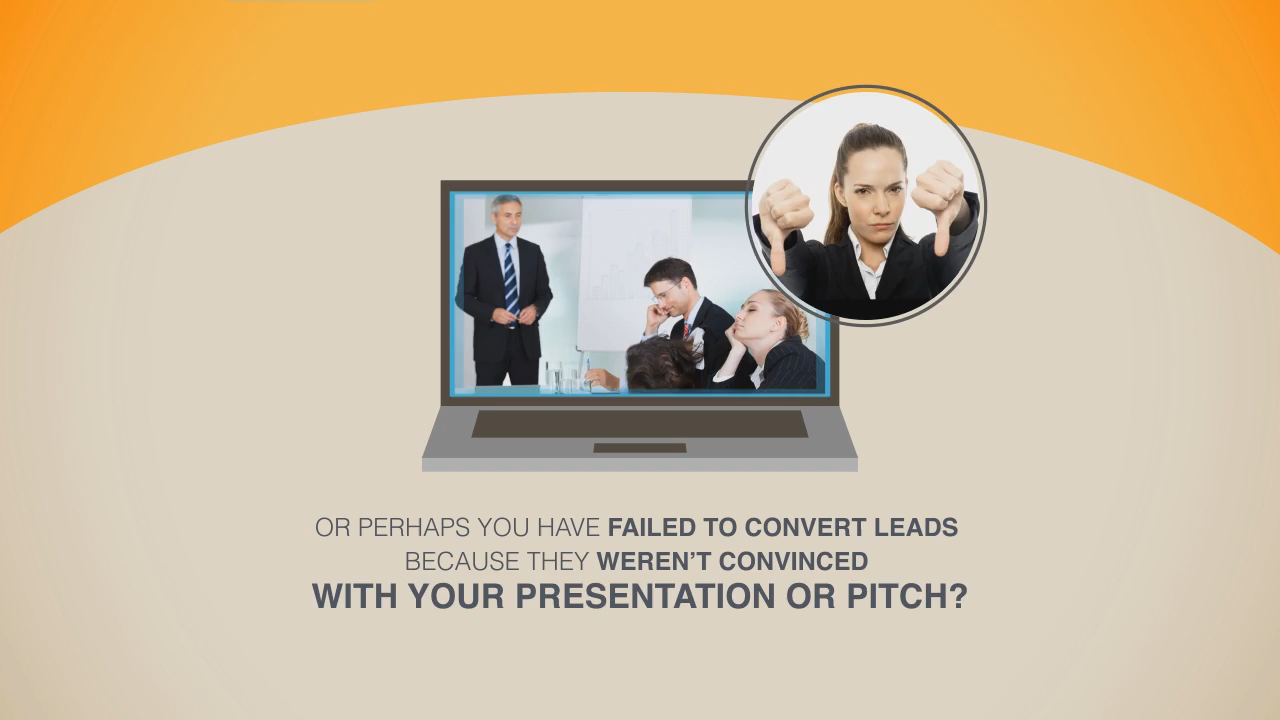 OR PERHAPS YOU HAVE FAILED TO CONVERT LEADS
BECAUSE THEY WEREN'T CONVINCED
WITH YOUR PRESENTATION OR PITCH?